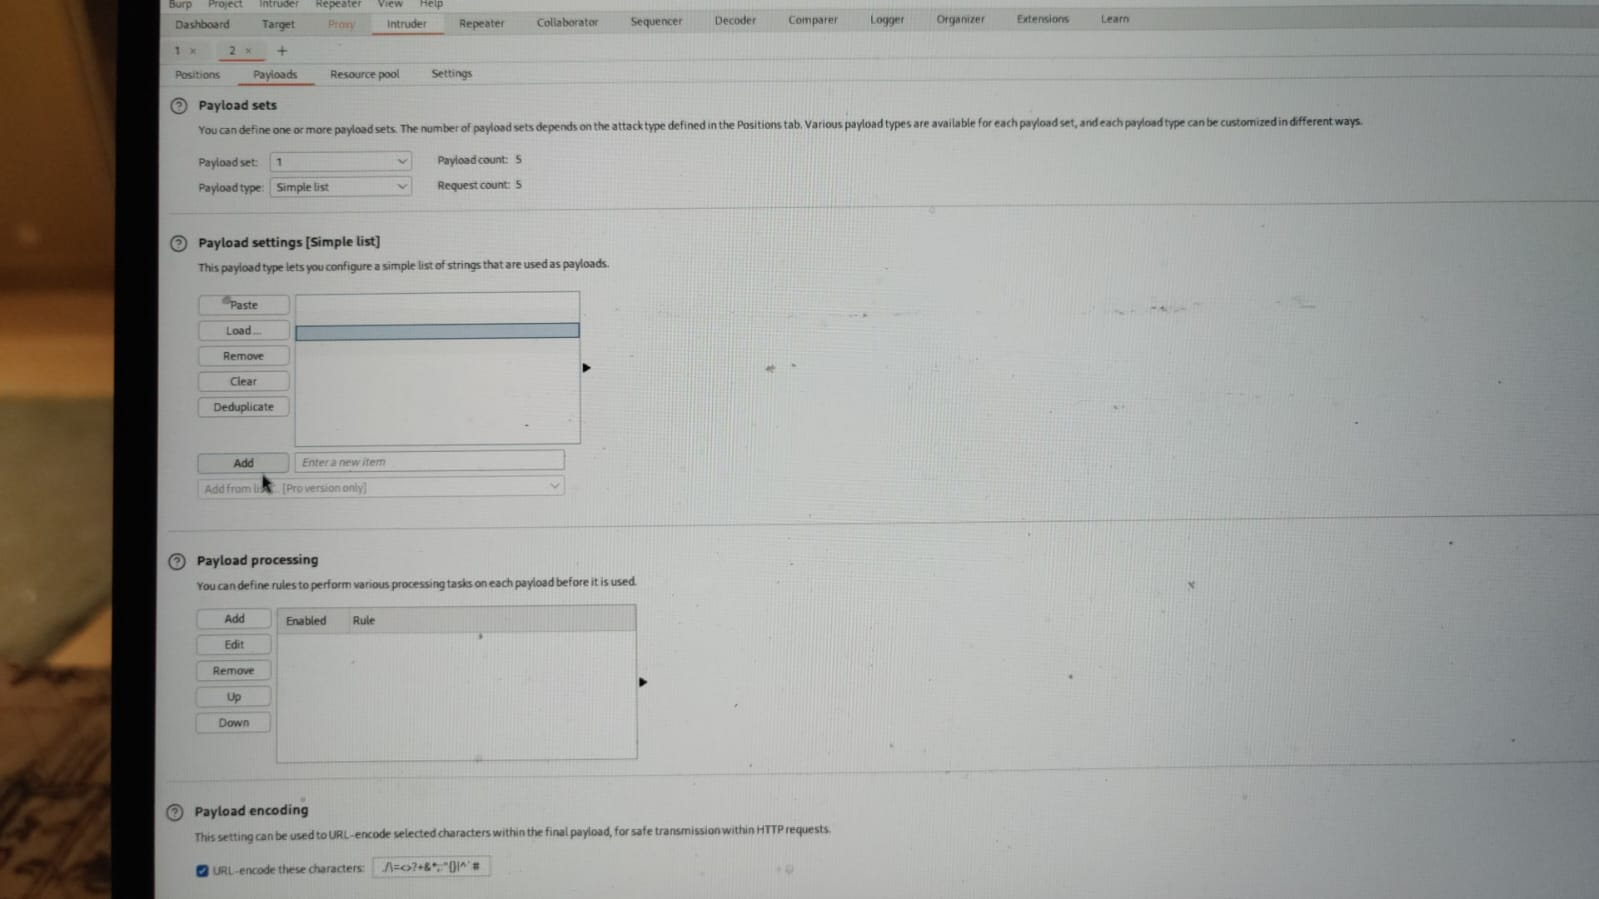 Burp Project Intruder Repeater View Help
Dashboard Target Proxy Intruder Repeater Collaborator Sequencer Decoder Comparer Logger Organizer Extensions Learn
1 × 2 × +
Positions Payloads Resource pool Settings
? Payload sets
You can define one or more payload sets. The number of payload sets depends on the attack type defined in the Positions tab. Various payload types are available for each payload set, and each payload type can be customized in different ways.
Payload set: 1 Payload count: 5
Payload type: Simple list Request count: 5
? Payload settings [Simple list]
This payload type lets you configure a simple list of strings that are used as payloads.
Paste
Load ...
Remove
Clear
Deduplicate
Add Enter a new item
Add from ... [Pro version only]
? Payload processing
You can define rules to perform various processing tasks on each payload before it is used.
Add Enabled Rule
Edit
Remove
Up
Down
? Payload encoding
This setting can be used to URL-encode selected characters within the final payload, for safe transmission within HTTP requests.
URL-encode these characters: ./\=<>?+&*;:"{}|^`#